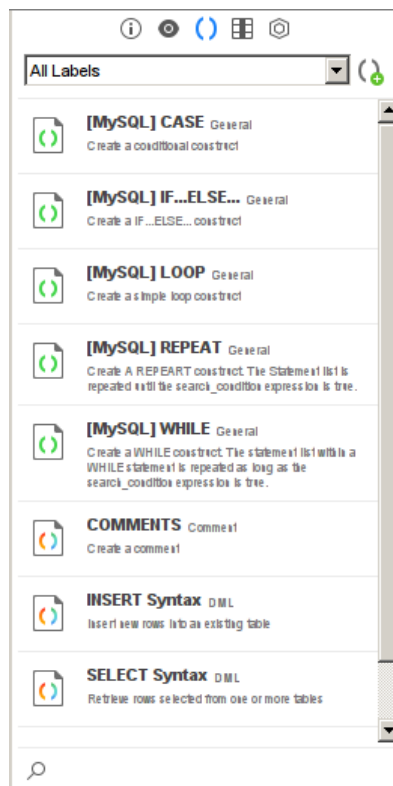 All Labels
[MySQL] CASE General
Create a conditional construct
[MySQL] IF...ELSE... General
Create a IF...ELSE... construct
[MySQL] LOOP General
Create a simple loop construct
[MySQL] REPEAT General
Create A REPEART construct. The Statement list is
repeated until the search_condition expression is true.
[MySQL] WHILE General
Create a WHILE construct. The statement list within a
WHILE statement is repeated as long as the
search_condition expression is true.
COMMENTS Comment
Create a comment
INSERT Syntax DML
Insert new rows into an existing table
SELECT Syntax DML
Retrieve rows selected from one or more tables